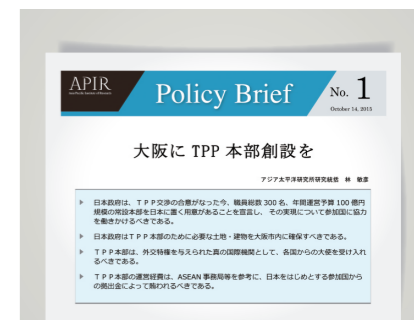 APIR
Asia Pacific Institute of Research
Policy Brief
No. 1
October 14, 2015
大阪に TPP 本部創設を
アジア太平洋研究所研究統括 林 敏彦
▶ 日本政府は、ＴＰＰ交渉の合意がなった今、職員総数 300 名、年間運営予算 100 億円
規模の常設本部を日本に置く用意があることを宣言し、その実現について参加国に協力
を働きかけるべきである。
▶ 日本政府はＴＰＰ本部のために必要な土地・建物を大阪市内に確保すべきである。
▶ ＴＰＰ本部は、外交特権を与えられた真の国際機関として、各国からの大使を受け入れ
るべきである。
▶ ＴＰＰ本部の運営経費は、ASEAN 事務局等を参考に、日本をはじめとする参加国から
の拠出金によって賄われるべきである。